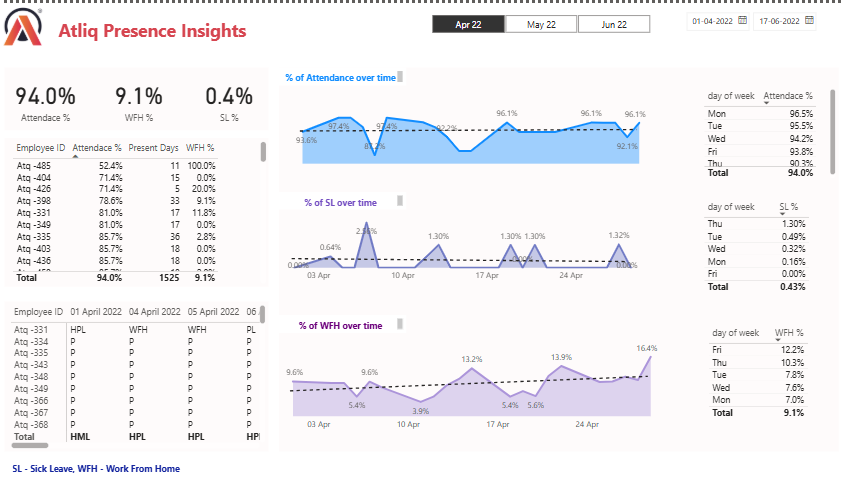 Atliq Presence Insights
Apr 22
May 22
Jun 22
01-04-2022
17-06-2022
94.0%
9.1%
0.4%
Attendace %
WFH %
SL %
Employee ID Attendace % Present Days WFH %
Atq -485 52.4% 11 100.0%
Atq -404 71.4% 15 0.0%
Atq -426 71.4% 5 20.0%
Atq -398 78.6% 33 9.1%
Atq -331 81.0% 17 11.8%
Atq -349 81.0% 17 0.0%
Atq -335 85.7% 36 2.8%
Atq -403 85.7% 18 0.0%
Atq -436 85.7% 18 0.0%
Total 94.0% 1525 9.1%
Employee ID 01 April 2022 04 April 2022 05 April 2022 06
Atq -331 HPL WFH WFH PL
Atq -334 P P P P
Atq -335 P P P P
Atq -343 P P P P
Atq -348 P P P P
Atq -349 P P P P
Atq -366 P P P P
Atq -367 P P P P
Atq -368 P P P P
Total HML HPL HPL HPl
% of Attendance over time
93.6%
97.4%
97.4%
92.2%
96.1%
96.1%
96.1%
92.1%
% of SL over time
0.64%
1.30%
1.30%
1.30%
1.32%
03 Apr
10 Apr
17 Apr
24 Apr
% of WFH over time
9.6%
5.4%
9.6%
3.9%
13.2%
5.4%
5.6%
13.9%
16.4%
03 Apr
10 Apr
17 Apr
24 Apr
day of week Attendace %
Mon 96.5%
Tue 95.5%
Wed 94.2%
Fri 93.8%
Thu 90.3%
Total 94.0%
day of week SL %
Thu 1.30%
Tue 0.49%
Wed 0.32%
Mon 0.16%
Fri 0.00%
Total 0.43%
day of week WFH %
Fri 12.2%
Thu 10.3%
Tue 7.8%
Wed 7.6%
Mon 7.0%
Total 9.1%
SL - Sick Leave, WFH - Work From Home